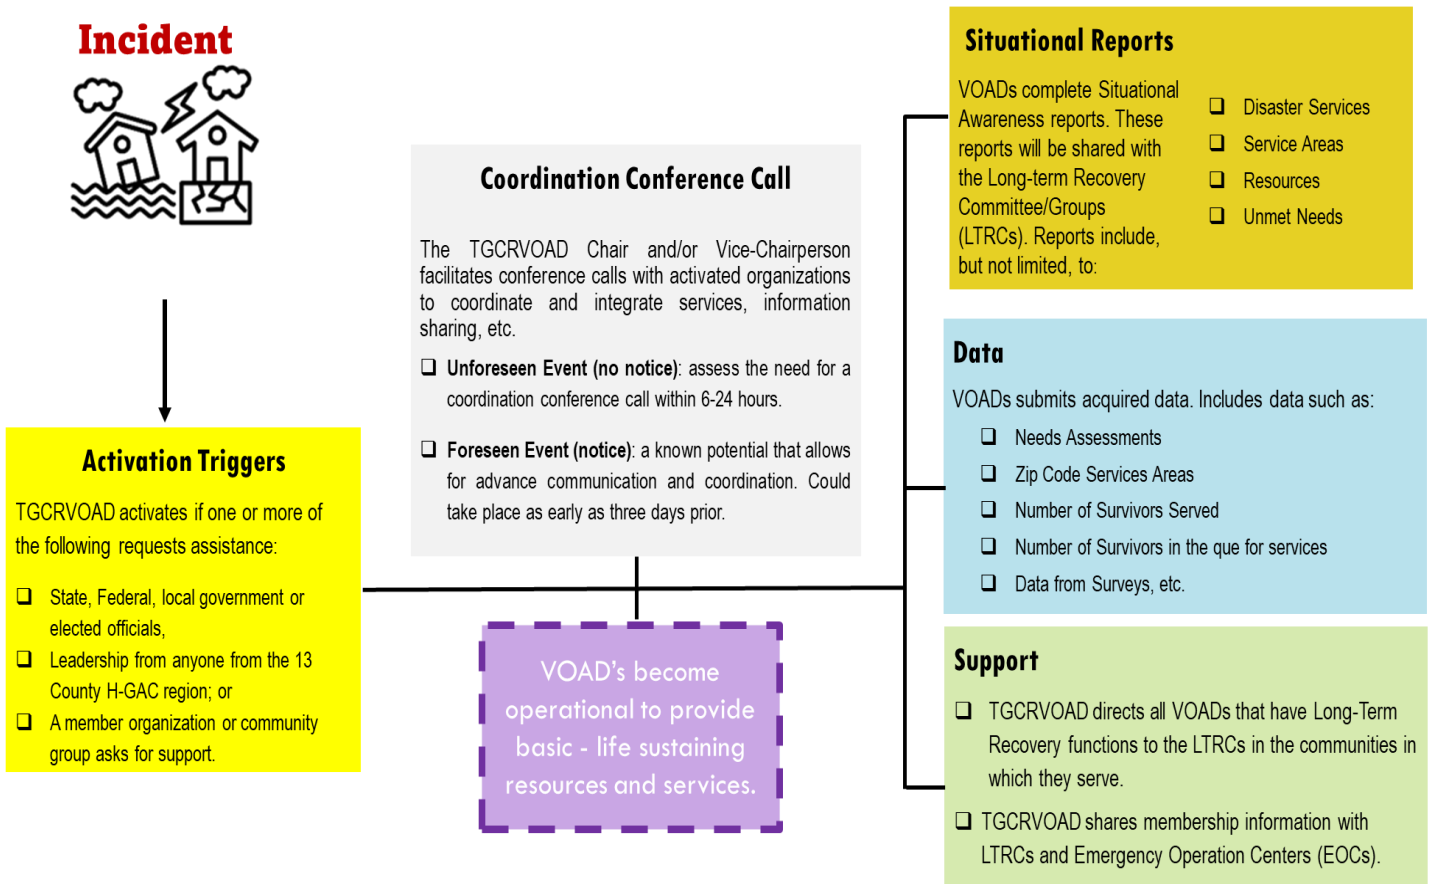 Incident
Activation Triggers
TGCRVOAD activates if one or more of
the following requests assistance:
❑ State, Federal, local government or
elected officials,
❑ Leadership from anyone from the 13
County H-GAC region; or
❑ A member organization or community
group asks for support.
Coordination Conference Call
The TGCRVOAD Chair and/or Vice-Chairperson
facilitates conference calls with activated organizations
to coordinate and integrate services, information
sharing, etc.
❑ Unforeseen Event (no notice): assess the need for a
coordination conference call within 6-24 hours.
❑ Foreseen Event (notice): a known potential that allows
for advance communication and coordination. Could
take place as early as three days prior.
VOAD's become
operational to provide
basic - life sustaining
resources and services.
Situational Reports
VOADs complete Situational
Awareness reports. These
reports will be shared with
the Long-term Recovery
Committee/Groups
(LTRCs). Reports include,
but not limited, to:
❑ Disaster Services
❑ Service Areas
❑ Resources
❑ Unmet Needs
Data
VOADs submits acquired data. Includes data such as:
❑ Needs Assessments
❑ Zip Code Services Areas
❑ Number of Survivors Served
❑ Number of Survivors in the que for services
❑ Data from Surveys, etc.
Support
❑ TGCRVOAD directs all VOADs that have Long-Term
Recovery functions to the LTRCs in the communities in
which they serve.
❑ TGCRVOAD shares membership information with
LTRCs and Emergency Operation Centers (EOCs).